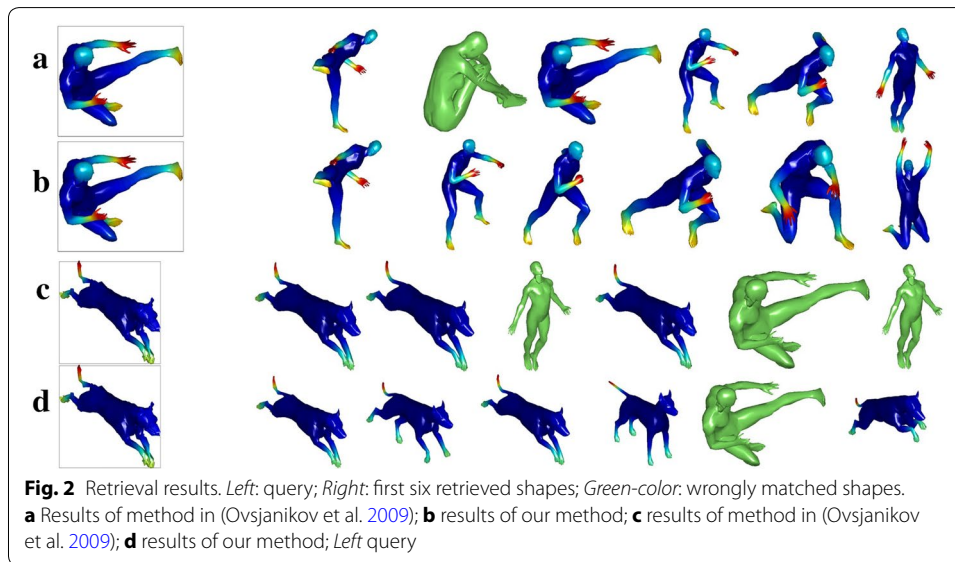 a
b
c
d
Fig. 2 Retrieval results. Left: query; Right: first six retrieved shapes; Green-color: wrongly matched shapes.
a Results of method in (Ovsjanikov et al. 2009); b results of our method; c results of method in (Ovsjanikov
et al. 2009); d results of our method; Left query